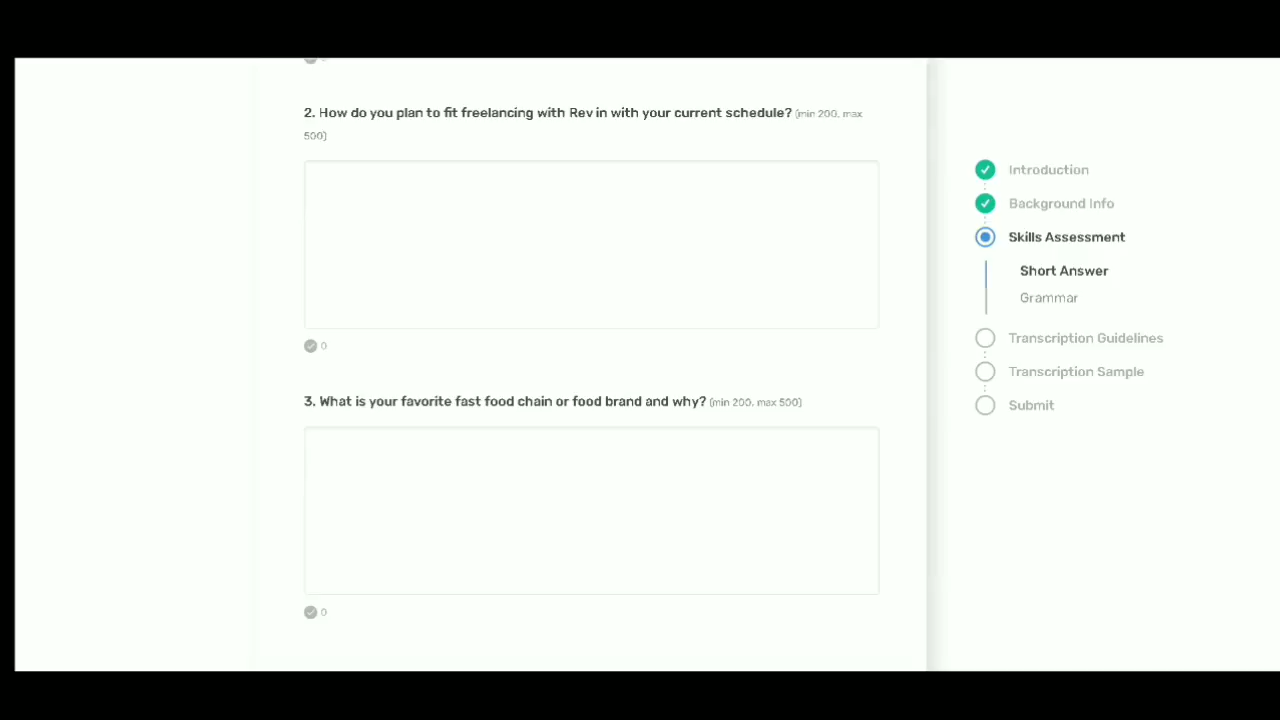 2. How do you plan to fit freelancing with Rev in with your current schedule? (min 200, max
500)
0
3. What is your favorite fast food chain or food brand and why? (min 200, max 500)
0
Introduction
Background Info
Skills Assessment
Short Answer
Grammar
Transcription Guidelines
Transcription Sample
Submit